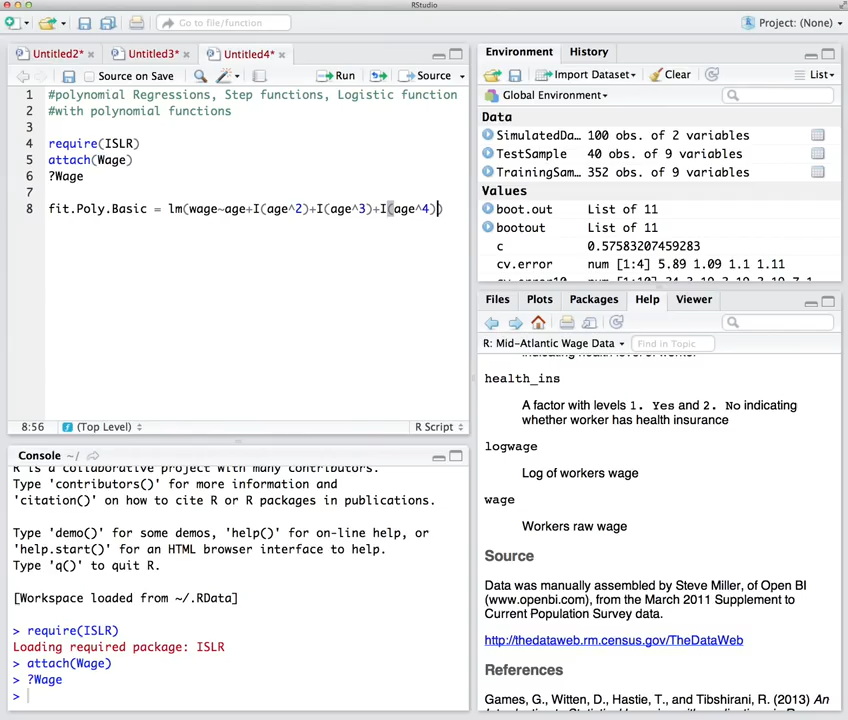 RStudio
Go to file/function
Project: (None)
Untitled2*
Untitled3*
Untitled4*
Source on Save
Run
Source
1 #polynomial Regressions, Step functions, Logistic function
2 #with polynomial functions
3
4 require(ISLR)
5 attach(Wage)
6 ?Wage
7
8 fit.Poly.Basic = lm(wage~age+I(age^2)+I(age^3)+I(age^4))
8:56
(Top Level)
R Script
Console ~/
R is a collaborative project with many contributors.
Type 'contributors()' for more information and
'citation()' on how to cite R or R packages in publications.
Type 'demo()' for some demos, 'help()' for on-line help, or
'help.start()' for an HTML browser interface to help.
Type 'q()' to quit R.
[Workspace loaded from ~/.RData]
> require(ISLR)
Loading required package: ISLR
> attach(Wage)
> ?Wage
>
Environment
History
Import Dataset
Clear
List
Global Environment
Data
SimulatedDa… 100 obs. of 2 variables
TestSample 40 obs. of 9 variables
TrainingSam… 352 obs. of 9 variables
Values
boot.out List of 11
bootout List of 11
c 0.57583207459283
cv.error num [1:4] 5.89 1.09 1.1 1.11
Files
Plots
Packages
Help
Viewer
R: Mid-Atlantic Wage Data
Find in Topic
indicating health level of worker
health_ins
A factor with levels 1. Yes and 2. No indicating
whether worker has health insurance
logwage
Log of workers wage
wage
Workers raw wage
Source
Data was manually assembled by Steve Miller, of Open BI
(www.openbi.com), from the March 2011 Supplement to
Current Population Survey data.
http://thedataweb.rm.census.gov/TheDataWeb
References
Games, G., Witten, D., Hastie, T., and Tibshirani, R. (2013) An